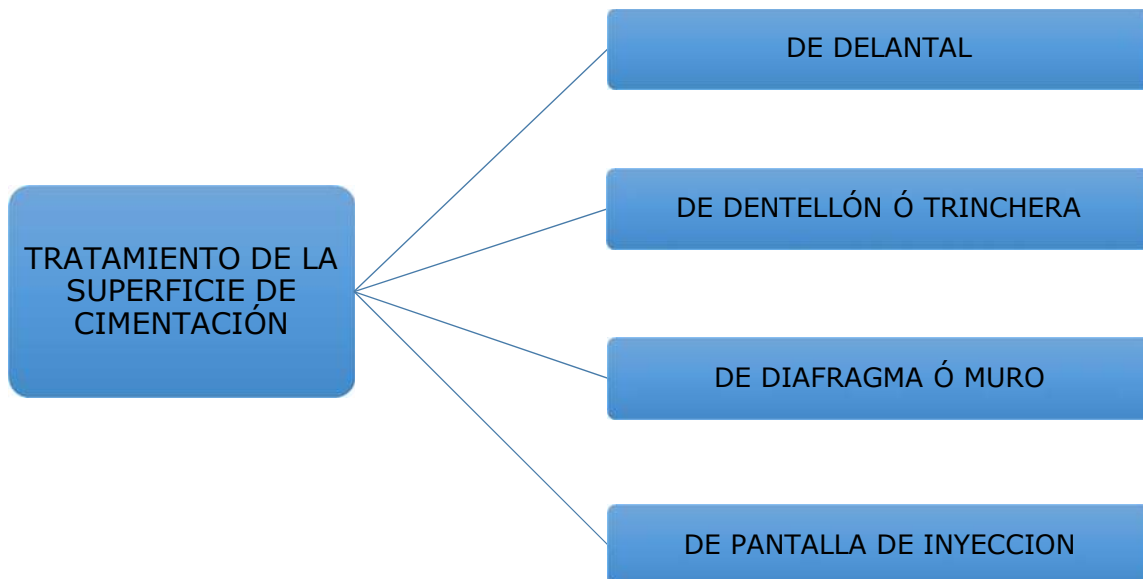 DE DELANTAL
DE DENTELLÓN Ó TRINCHERA
TRATAMIENTO DE LA
SUPERFICIE DE
CIMENTACIÓN
DE DIAFRAGMA Ó MURO
DE PANTALLA DE INYECCION